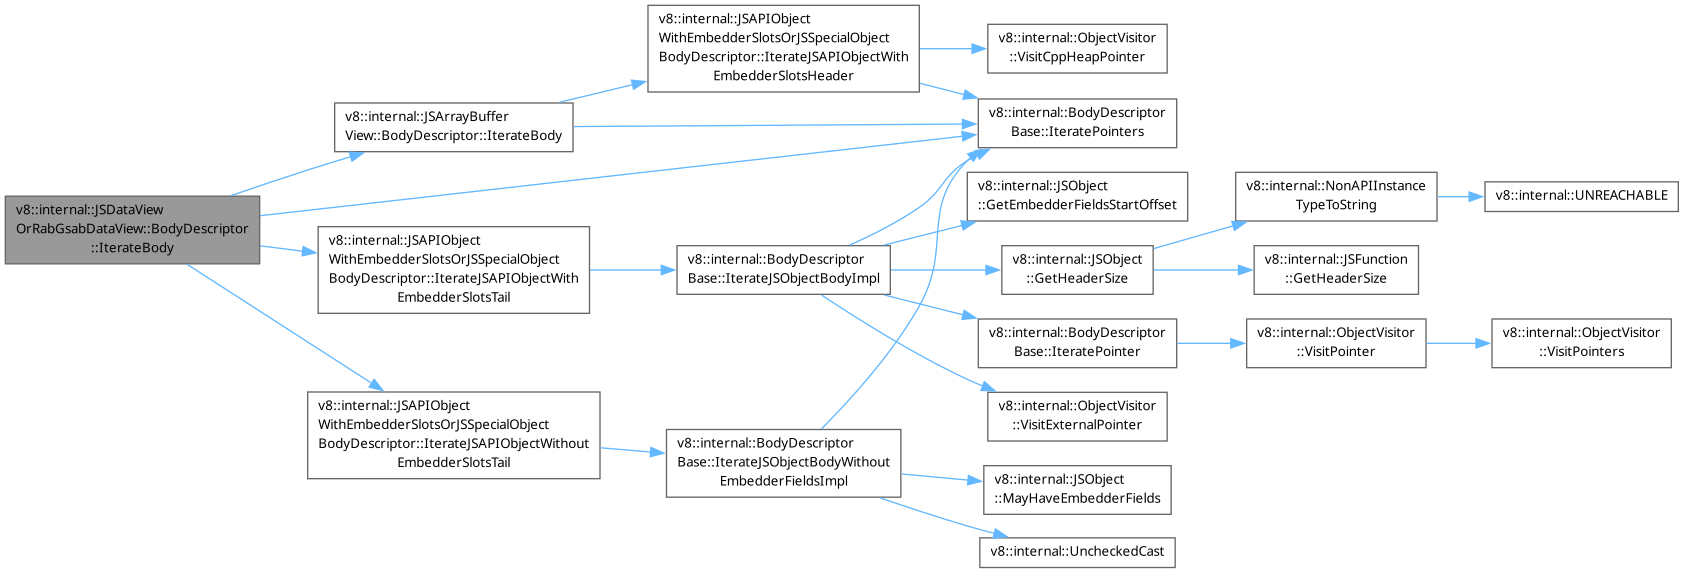 v8::internal::JSDataView
OrRabGsabDataView::BodyDescriptor
::IterateBody
v8::internal::JSArrayBuffer
View::BodyDescriptor::IterateBody
v8::internal::JSAPIObject
WithEmbedderSlotsOrJSSpecialObject
BodyDescriptor::IterateJSAPIObjectWith
EmbedderSlotsHeader
v8::internal::ObjectVisitor
::VisitCppHeapPointer
v8::internal::BodyDescriptor
Base::IteratePointers
v8::internal::JSAPIObject
WithEmbedderSlotsOrJSSpecialObject
BodyDescriptor::IterateJSAPIObjectWith
EmbedderSlotsTail
v8::internal::BodyDescriptor
Base::IterateJSObjectBodyImpl
v8::internal::JSObject
::GetEmbedderFieldsStartOffset
v8::internal::JSObject
::GetHeaderSize
v8::internal::NonAPIInstance
TypeToString
v8::internal::UNREACHABLE
v8::internal::JSFunction
::GetHeaderSize
v8::internal::BodyDescriptor
Base::IteratePointer
v8::internal::ObjectVisitor
::VisitPointer
v8::internal::ObjectVisitor
::VisitPointers
v8::internal::ObjectVisitor
::VisitExternalPointer
v8::internal::JSAPIObject
WithEmbedderSlotsOrJSSpecialObject
BodyDescriptor::IterateJSAPIObjectWithout
EmbedderSlotsTail
v8::internal::BodyDescriptor
Base::IterateJSObjectBodyWithout
EmbedderFieldsImpl
v8::internal::JSObject
::MayHaveEmbedderFields
v8::internal::UncheckedCast